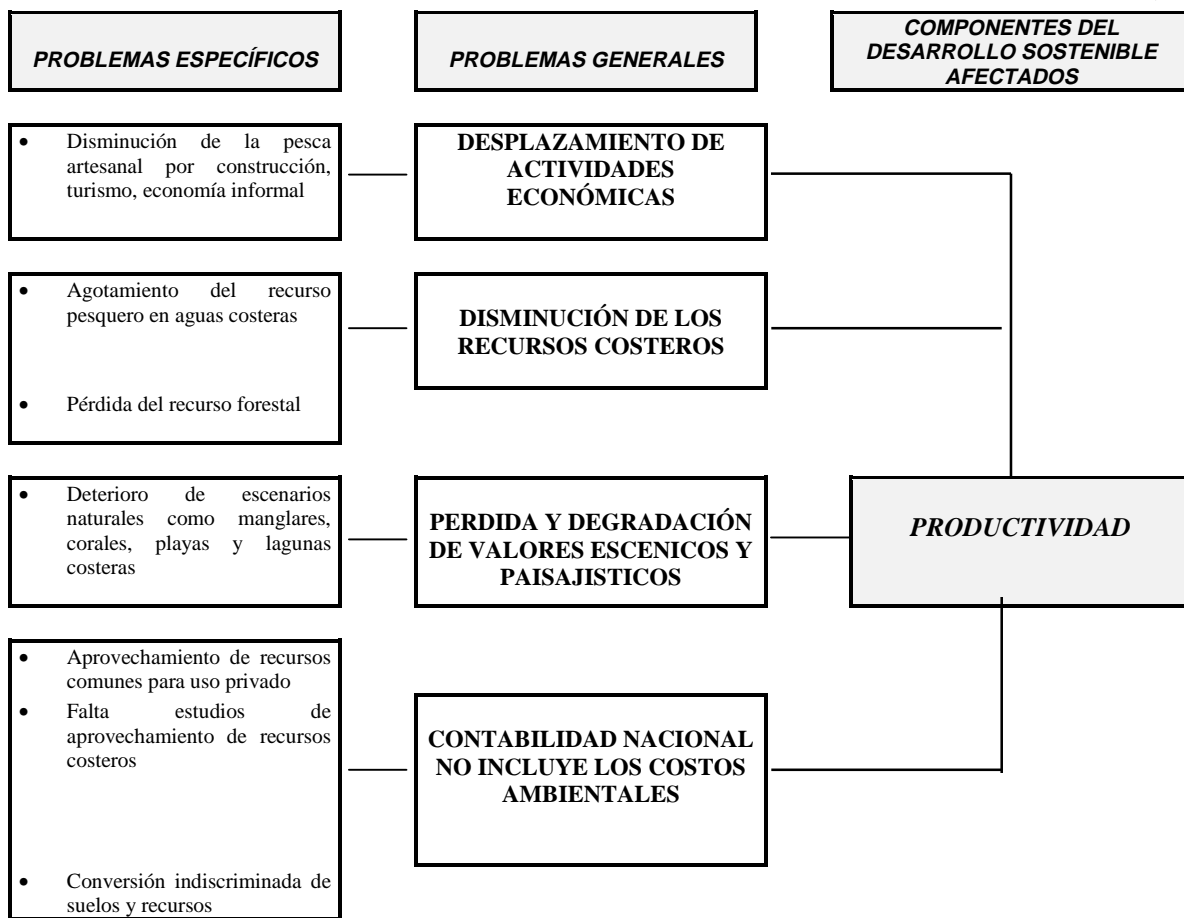 PROBLEMAS ESPECÍFICOS
PROBLEMAS GENERALES
COMPONENTES DEL
DESARROLLO SOSTENIBLE
AFECTADOS
• Disminución de la pesca
artesanal por construcción,
turismo, economía informal
DESPLAZAMIENTO DE
ACTIVIDADES
ECONÓMICAS
• Agotamiento del recurso
pesquero en aguas costeras
• Pérdida del recurso forestal
DISMINUCIÓN DE LOS
RECURSOS COSTEROS
• Deterioro de escenarios
naturales como manglares,
corales, playas y lagunas
costeras
PERDIDA Y DEGRADACIÓN
DE VALORES ESCENICOS Y
PAISAJISTICOS
PRODUCTIVIDAD
• Aprovechamiento de recursos
comunes para uso privado
• Falta estudios de
aprovechamiento de recursos
costeros
• Conversión indiscriminada de
suelos y recursos
CONTABILIDAD NACIONAL
NO INCLUYE LOS COSTOS
AMBIENTALES